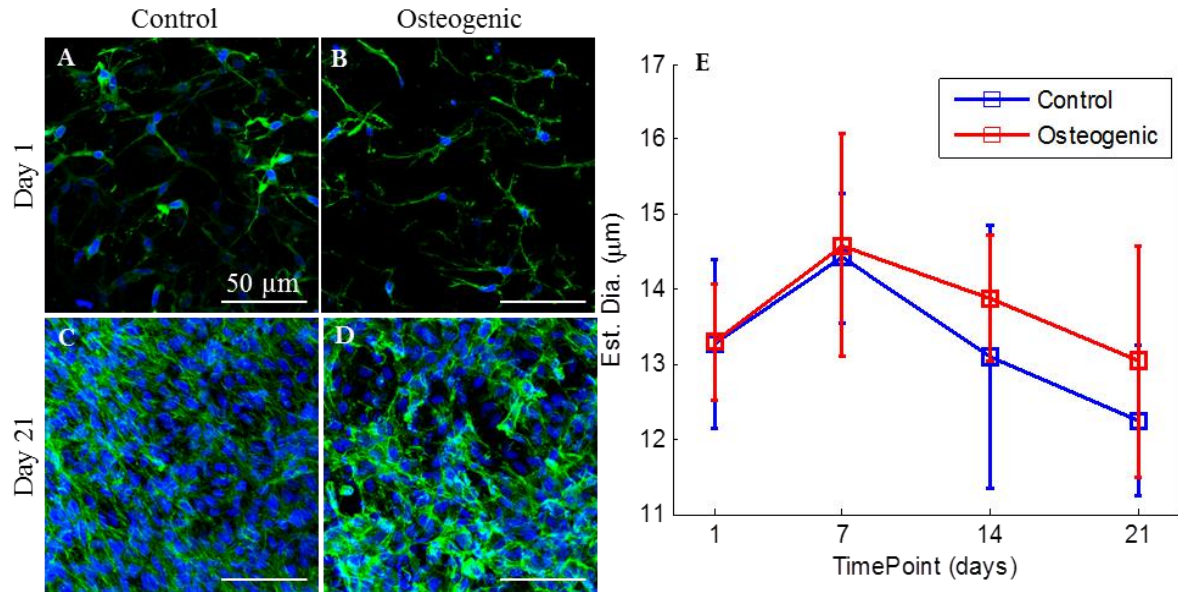 Control
Osteogenic
Day 1
A
B
50 µm
Day 21
C
D
E
Est. Dia. (µm)
17
16
15
14
13
12
11
1
7
14
21
TimePoint (days)
Control
Osteogenic